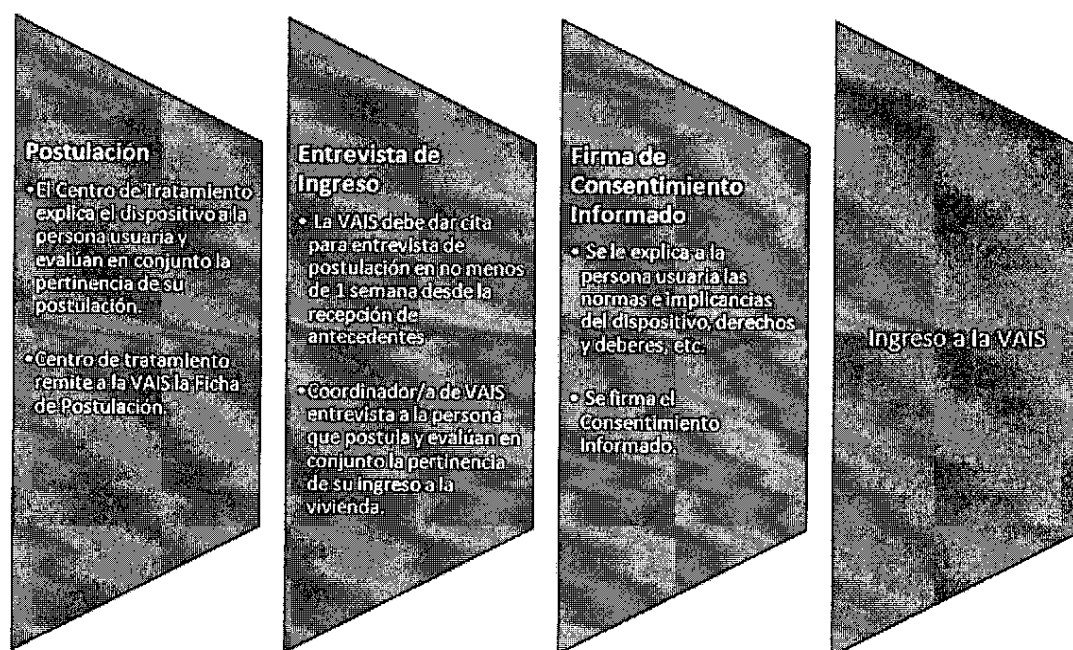 Postulación
•El Centro de Tratamiento
explica el dispositivo a la
persona usuaria y
evalúan en conjunto la
pertinencia de su
postulación.
•Centro de tratamiento
remite a la VAIS la Ficha
de Postulación.
Entrevista de
Ingreso
• La VAIS debe dar cita
para entrevista de
postulación en no menos
de 1 semana desde la
recepción de
antecedentes
•Coordinador/a de VAIS
entrevista a la persona
que postula y evalúan en
conjunto la pertinencia
de su ingreso a la
vivienda.
Firma de
Consentimiento
Informado
• Se le explica a la
persona usuaria las
normas e implicancias
del dispositivo, derechos
y deberes, etc.
• Se firma el
Consentimiento
Informado.
Ingreso a la VAIS